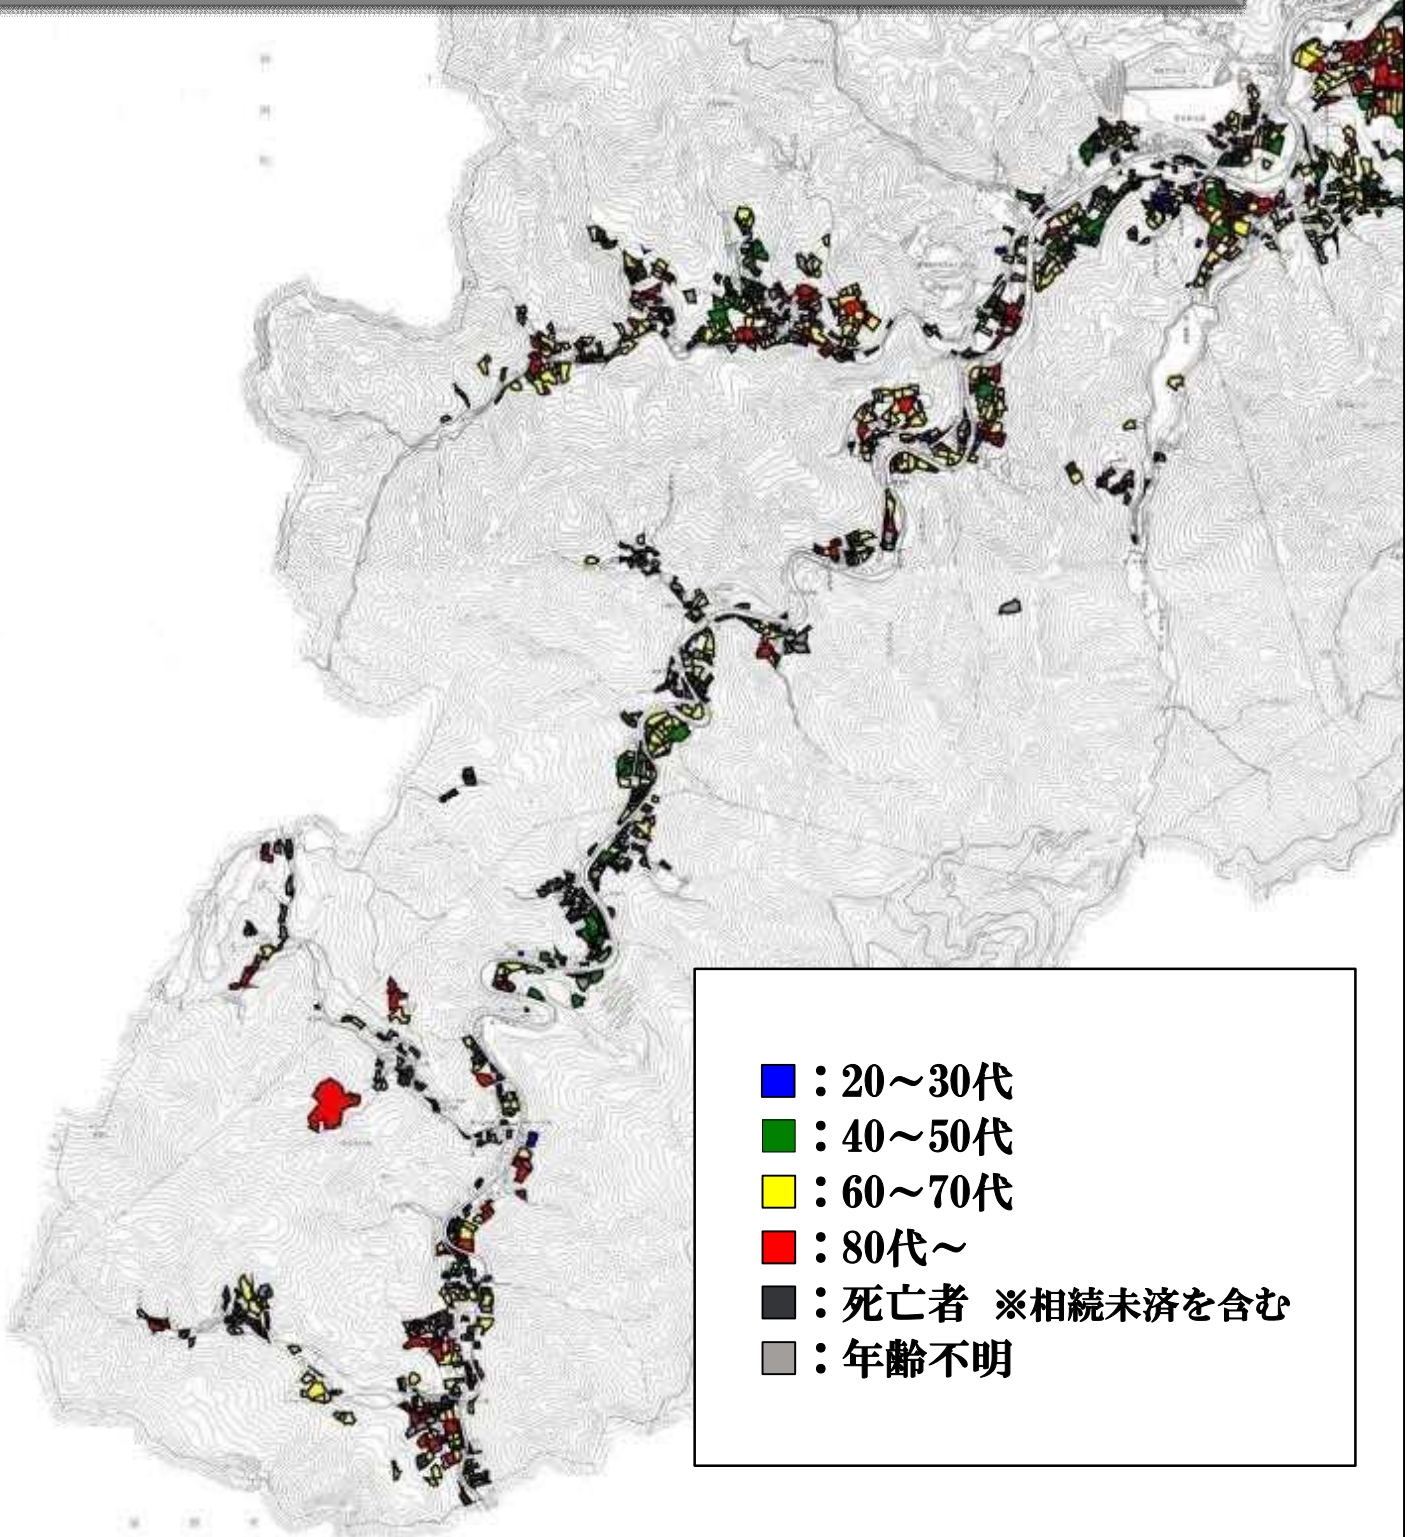 ：20～30代
：40～50代
：60～70代
：80代～
：死亡者 ※相続未済を含む
：年齢不明